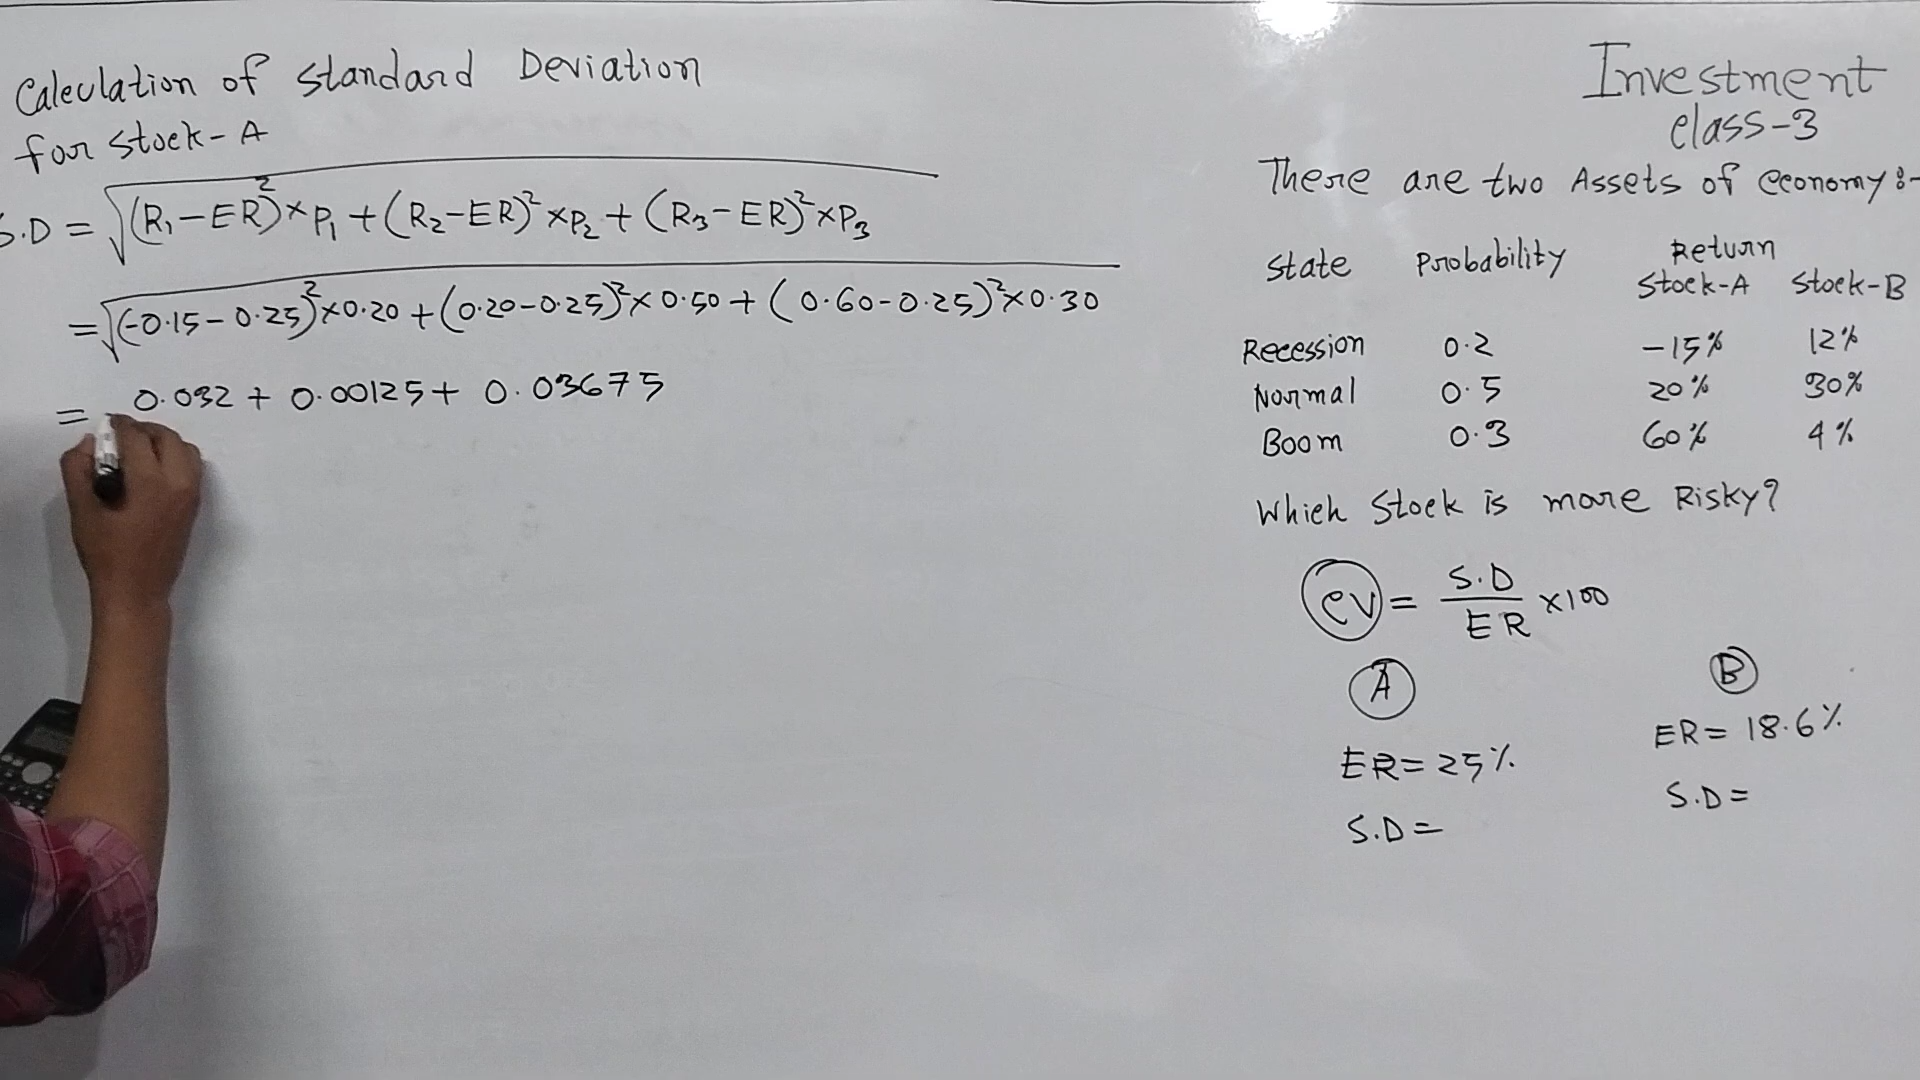 Calculation of Standard Deviation
for Stock-A
S.D = √(R₁-ER)²×P₁+(R₂-ER)²×P₂+(R₃-ER)²×P₃
= √(-0.15-0.25)²×0.20+(0.20-0.25)²×0.50+(0.60-0.25)²×0.30
= 0.032+0.00125+0.03675
Investment
class-3
There are two Assets of economy:-
State Probability Return
Stock-A Stock-B
Recession 0.2 -15% 12%
Normal 0.5 20% 30%
Boom 0.3 60% 4%
Which Stock is more Risky?
CV = S.D/ER ×100
A B
ER= 25% ER= 18.6%
S.D= S.D=